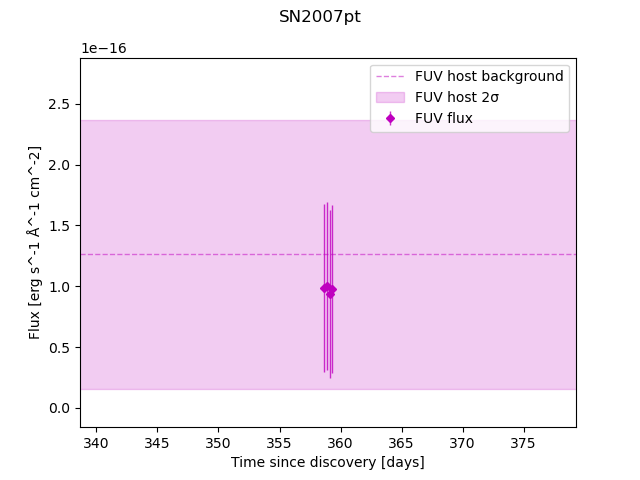 SN2007pt
1e−16
FUV host background
FUV host 2σ
FUV flux
2.5
2.0
1.5
1.0
0.5
0.0
Flux [erg s^-1 Å^-1 cm^-2]
340 345 350 355 360 365 370 375
Time since discovery [days]